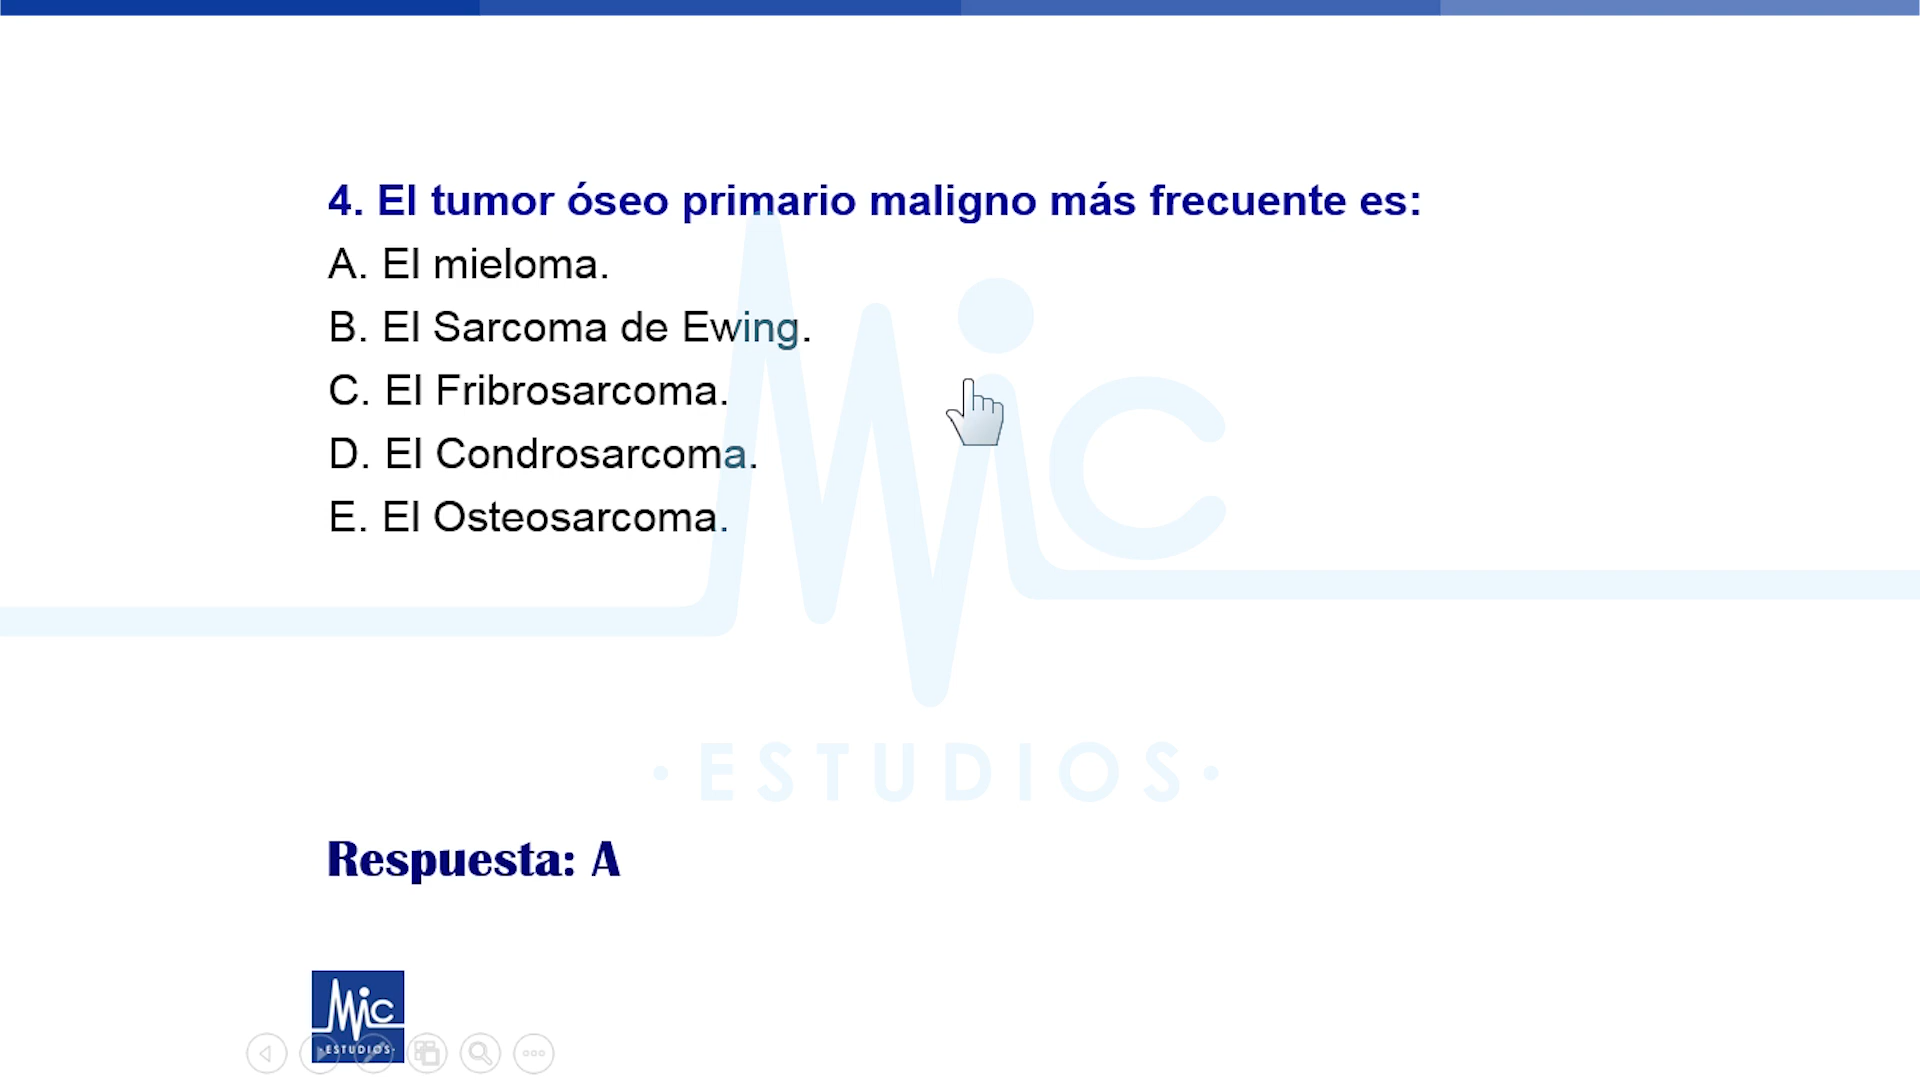 4. El tumor óseo primario maligno más frecuente es:
A. El mieloma.
B. El Sarcoma de Ewing.
C. El Fribrosarcoma.
D. El Condrosarcoma.
E. El Osteosarcoma.
Mic
·ESTUDIOS·
Respuesta: A
Mic
·ESTUDIOS·